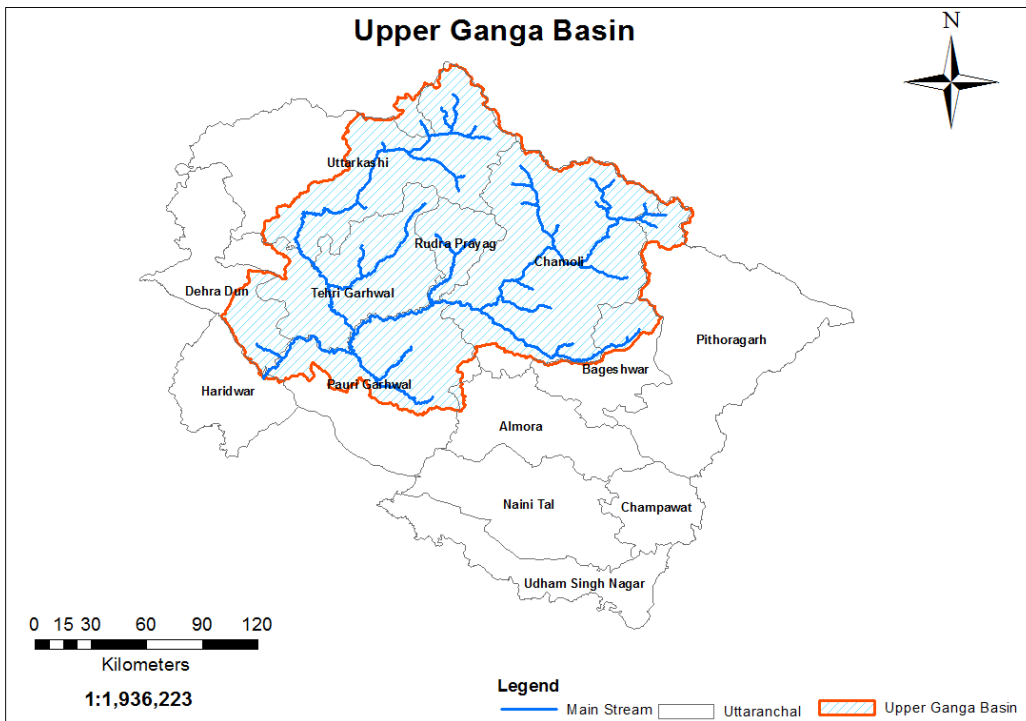 Upper Ganga Basin
N
Uttarkashi
Rudra Prayag
Chamoli
Dehra Dun
Tehri Garhwal
Pithoragarh
Bageshwar
Haridwar
Pauri Garhwal
Almora
Naini Tal
Champawat
Udham Singh Nagar
0 15 30 60 90 120
Kilometers
1:1,936,223
Legend
Main Stream
Uttaranchal
Upper Ganga Basin